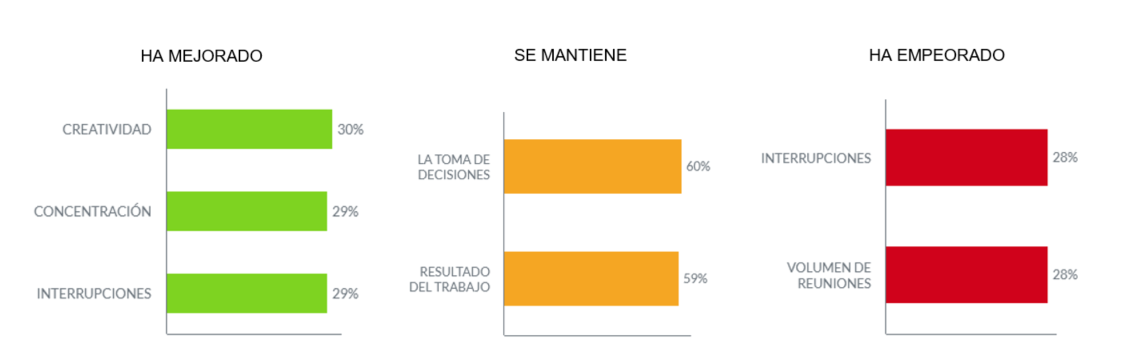 HA MEJORADO
CREATIVIDAD
30%
CONCENTRACIÓN
29%
INTERRUPCIONES
29%
SE MANTIENE
LA TOMA DE
DECISIONES
60%
RESULTADO
DEL TRABAJO
59%
HA EMPEORADO
INTERRUPCIONES
28%
VOLUMEN DE
REUNIONES
28%